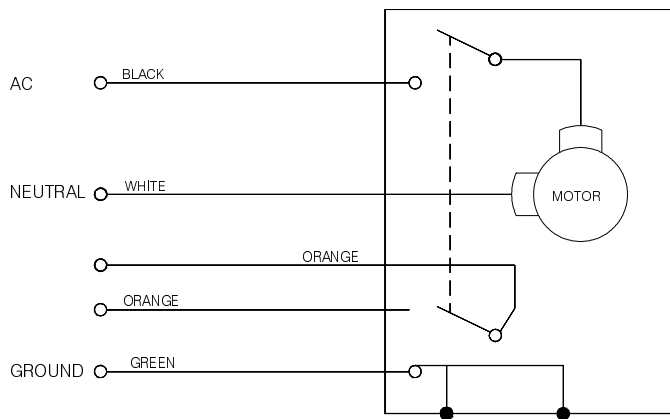 AC
BLACK
NEUTRAL
WHITE
MOTOR
ORANGE
ORANGE
GROUND
GREEN